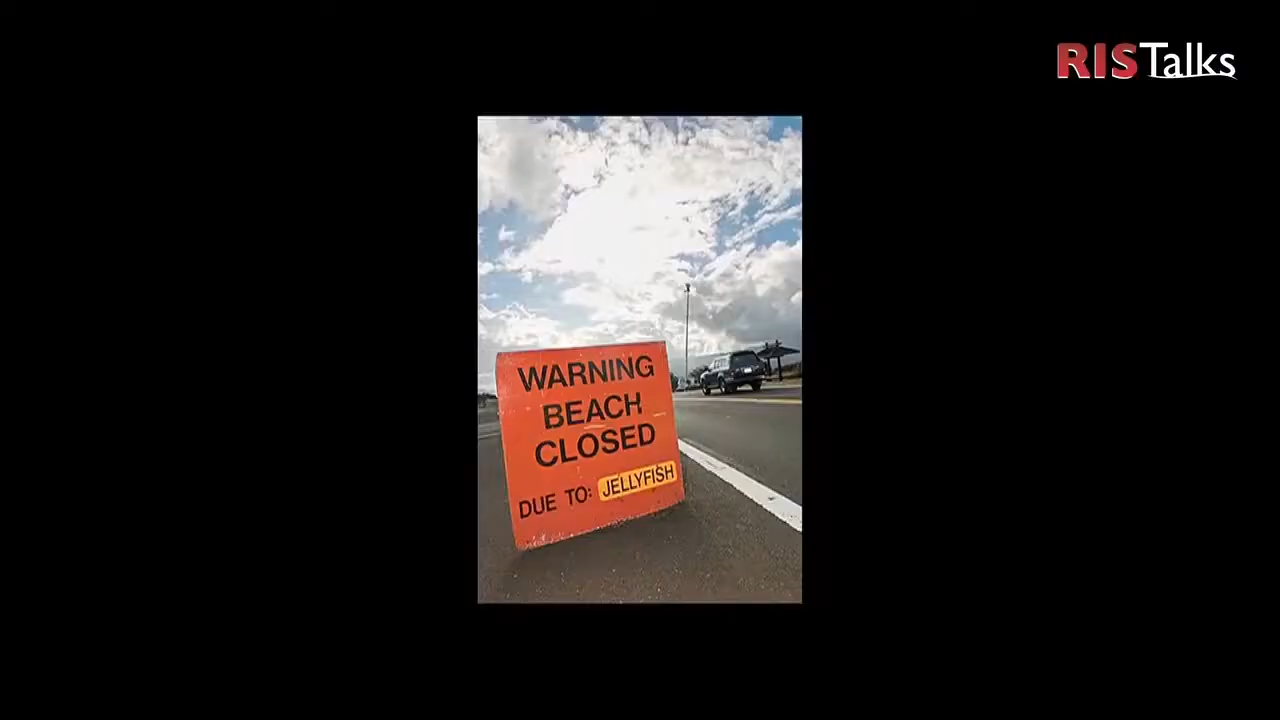 RISTalks
WARNING
BEACH
CLOSED
DUE TO: JELLYFISH